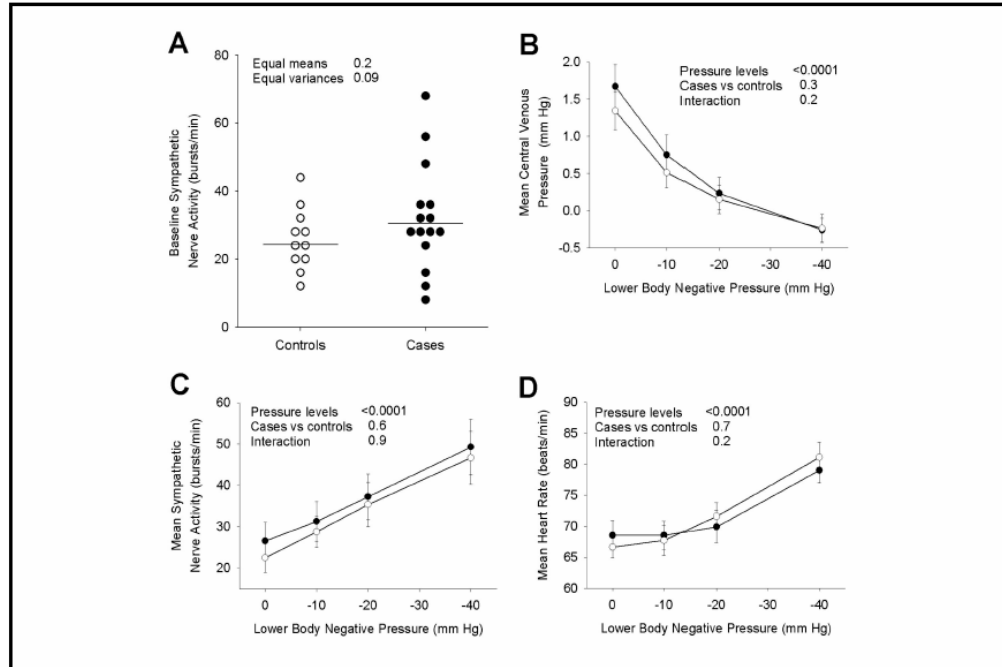 A
Equal means 0.2
Equal variances 0.09
80
60
40
20
0
Baseline Sympathetic
Nerve Activity (bursts/min)
Controls Cases
B
Pressure levels <0.0001
Cases vs controls 0.3
Interaction 0.2
2.0
1.5
1.0
0.5
0.0
-0.5
Mean Central Venous
Pressure (mm Hg)
0 -10 -20 -30 -40
Lower Body Negative Pressure (mm Hg)
C
Pressure levels <0.0001
Cases vs controls 0.6
Interaction 0.9
60
50
40
30
20
Mean Sympathetic
Nerve Activity (bursts/min)
0 -10 -20 -30 -40
Lower Body Negative Pressure (mm Hg)
D
Pressure levels <0.0001
Cases vs controls 0.7
Interaction 0.2
90
85
80
75
70
65
60
Mean Heart Rate (beats/min)
0 -10 -20 -30 -40
Lower Body Negative Pressure (mm Hg)